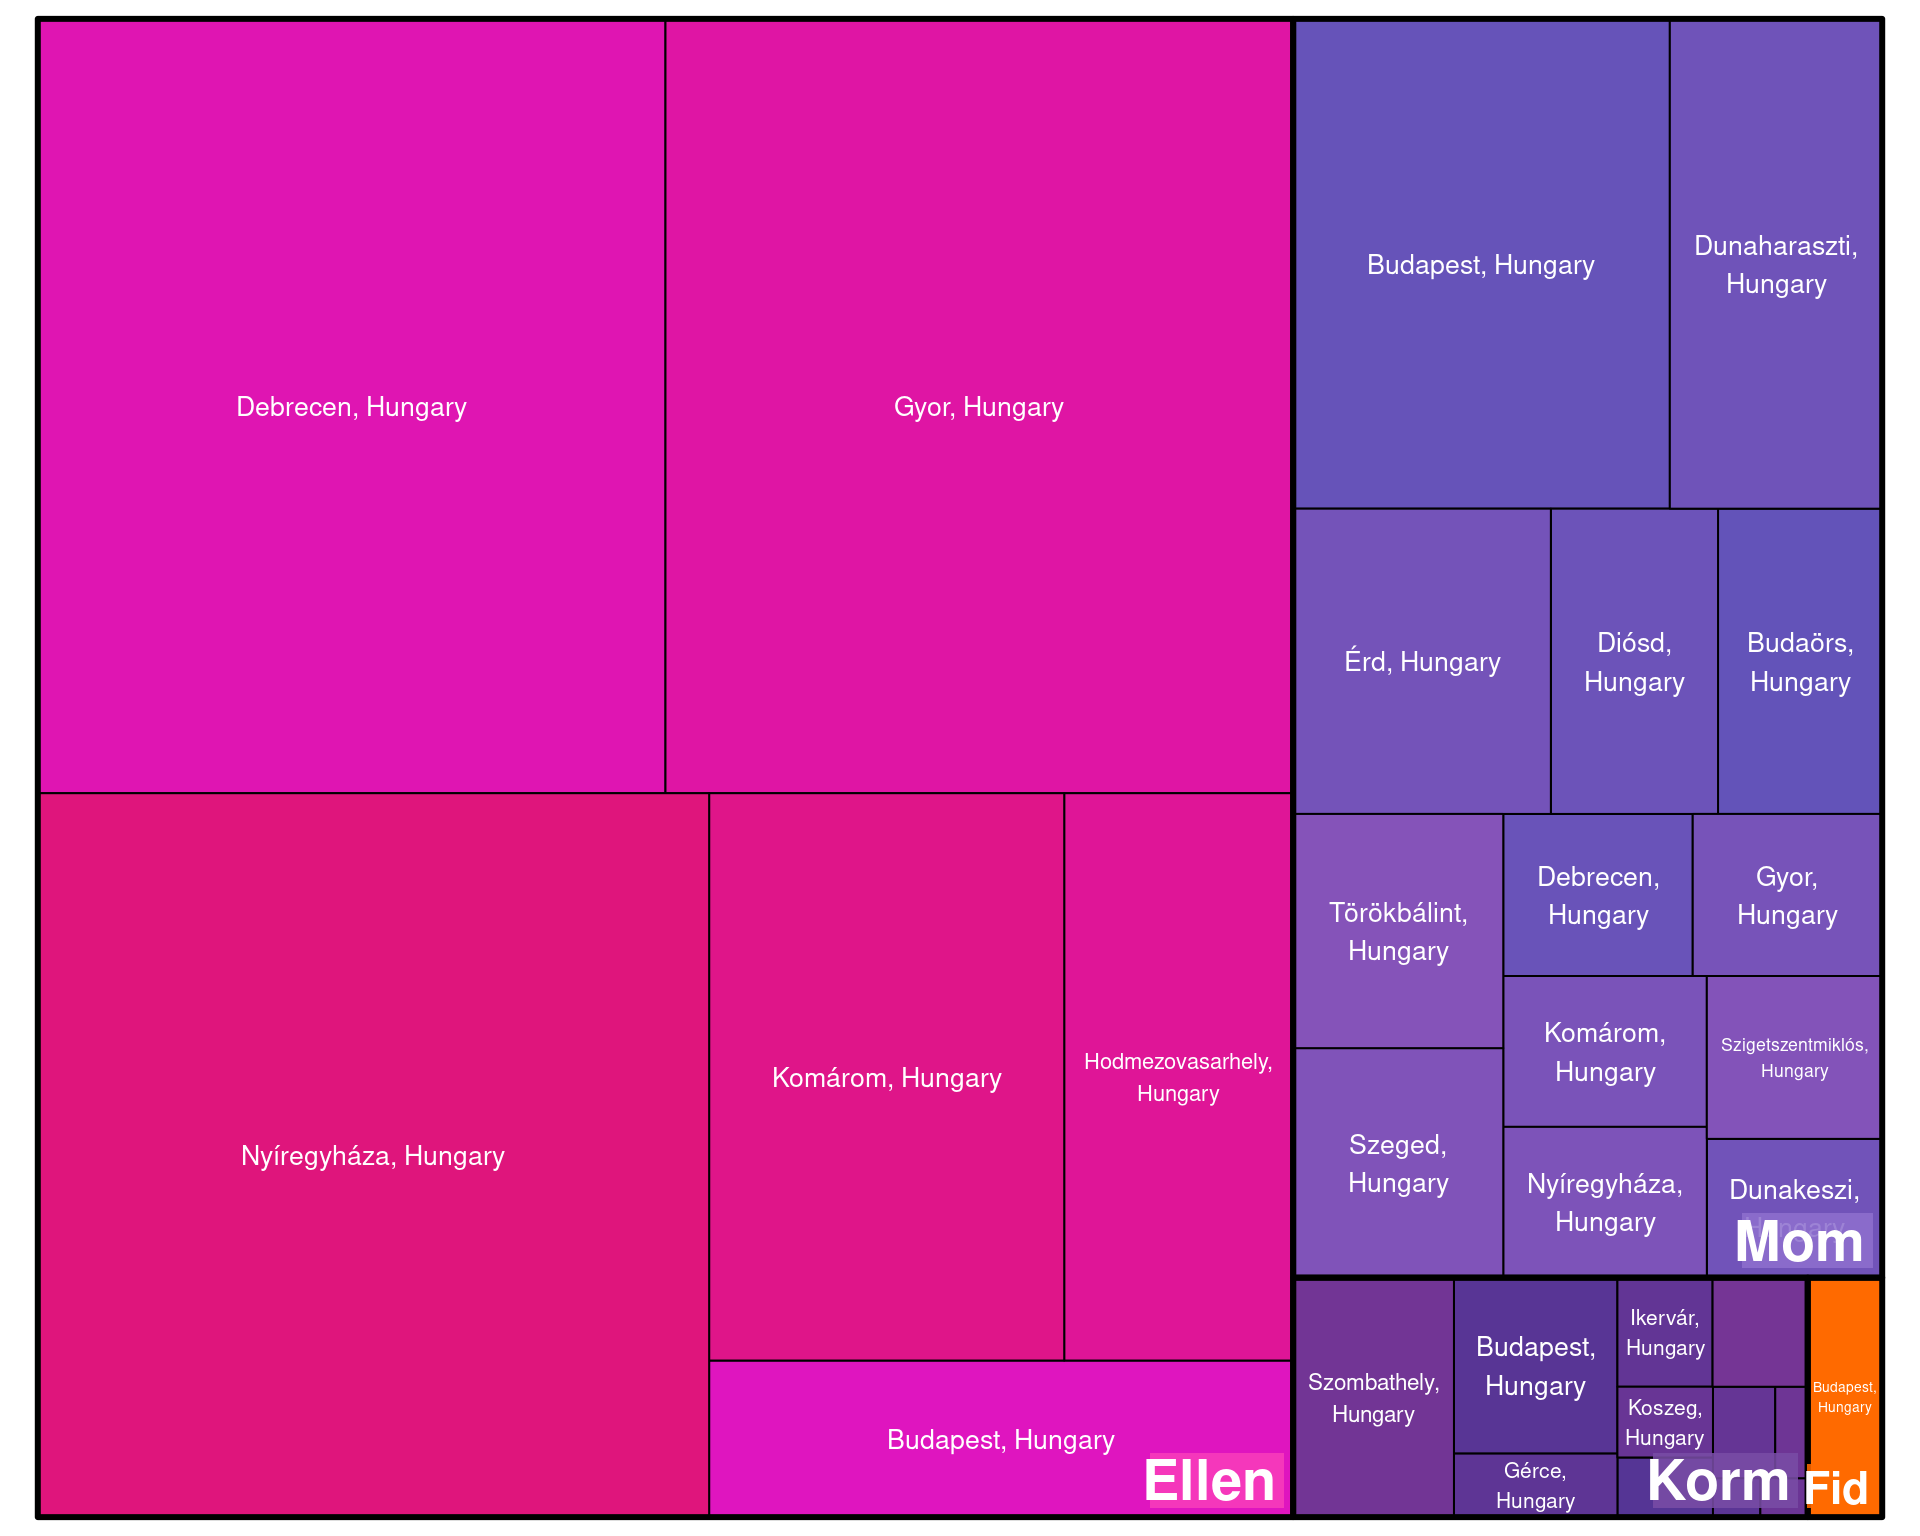 Debrecen, Hungary
Gyor, Hungary
Nyíregyháza, Hungary
Komárom, Hungary
Hodmezovasarhely,
Hungary
Budapest, Hungary
Ellen
Budapest, Hungary
Dunaharaszti,
Hungary
Érd, Hungary
Diósd,
Hungary
Budaörs,
Hungary
Törökbálint,
Hungary
Debrecen,
Hungary
Gyor,
Hungary
Szeged,
Hungary
Komárom,
Hungary
Szigetszentmiklós,
Hungary
Nyíregyháza,
Hungary
Dunakeszi,
Hungary
Mom
Szombathely,
Hungary
Budapest,
Hungary
Gérce,
Hungary
Ikervár,
Hungary
Koszeg,
Hungary
Korm
Budapest,
Hungary
Fid